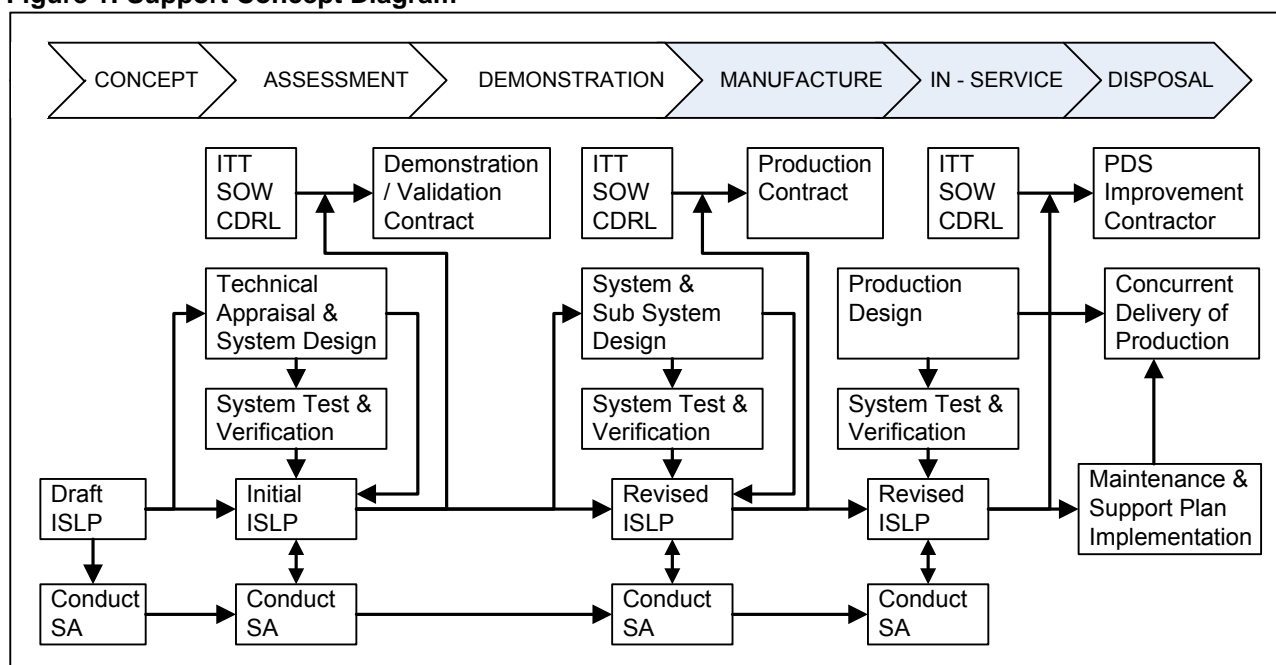 Figure 1: Support Concept Diagram
CONCEPT
ASSESSMENT
DEMONSTRATION
MANUFACTURE
IN - SERVICE
DISPOSAL
ITT
SOW
CDRL
Demonstration
/ Validation
Contract
ITT
SOW
CDRL
Production
Contract
ITT
SOW
CDRL
PDS
Improvement
Contractor
Technical
Appraisal &
System Design
System &
Sub System
Design
Production
Design
Concurrent
Delivery of
Production
System Test &
Verification
System Test &
Verification
System Test &
Verification
Draft
ISLP
Initial
ISLP
Revised
ISLP
Revised
ISLP
Maintenance &
Support Plan
Implementation
Conduct
SA
Conduct
SA
Conduct
SA
Conduct
SA